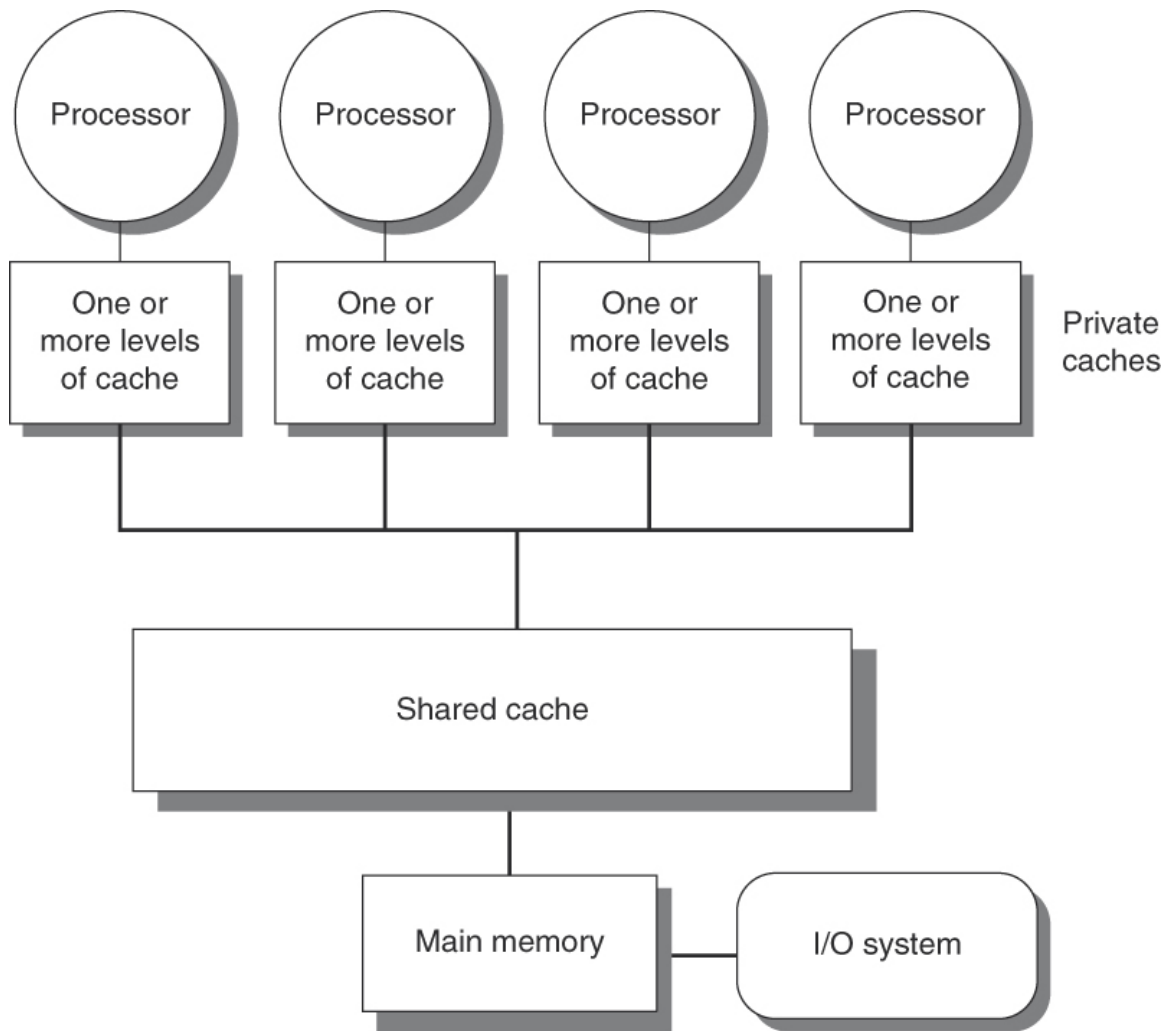 Processor
Processor
Processor
Processor
One or
more levels
of cache
One or
more levels
of cache
One or
more levels
of cache
One or
more levels
of cache
Private
caches
Shared cache
Main memory
I/O system